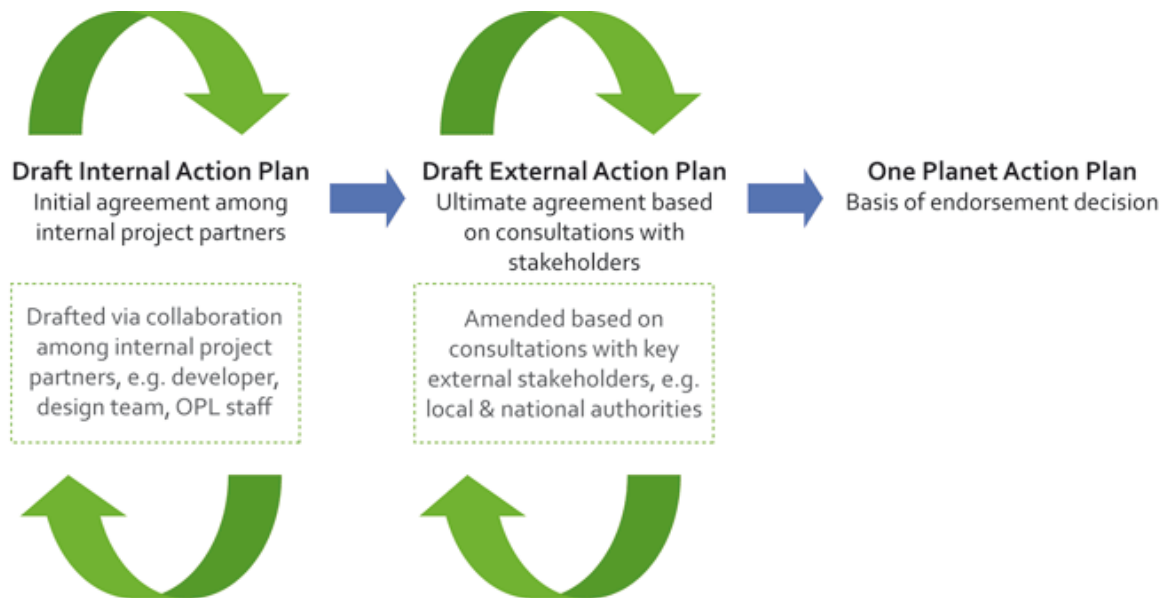 Draft Internal Action Plan
Initial agreement among
internal project partners
Drafted via collaboration
among internal project
partners, e.g. developer,
design team, OPL staff
Draft External Action Plan
Ultimate agreement based
on consultations with
stakeholders
Amended based on
consultations with key
external stakeholders, e.g.
local & national authorities
One Planet Action Plan
Basis of endorsement decision